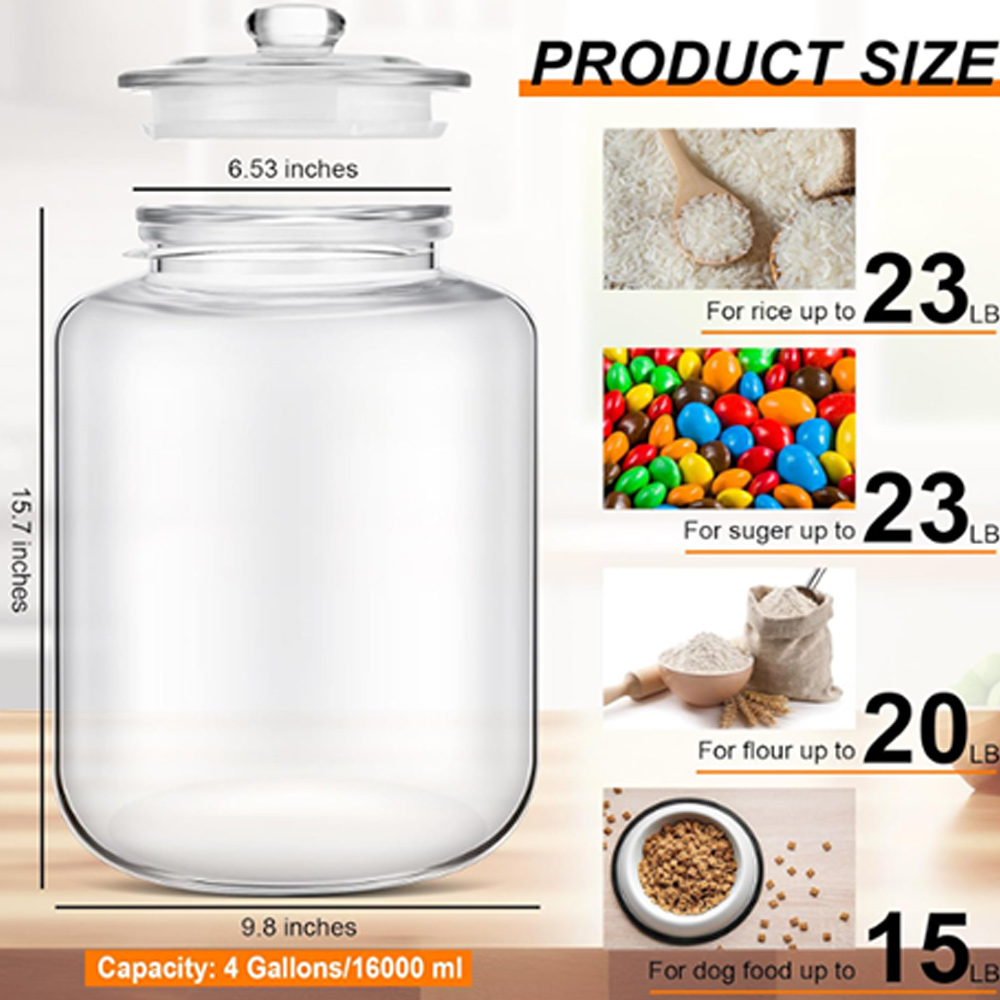 PRODUCT SIZE
6.53 inches
15.7 inches
9.8 inches
Capacity: 4 Gallons/16000 ml
For rice up to 23LB
For suger up to 23LB
For flour up to 20LB
For dog food up to 15LB